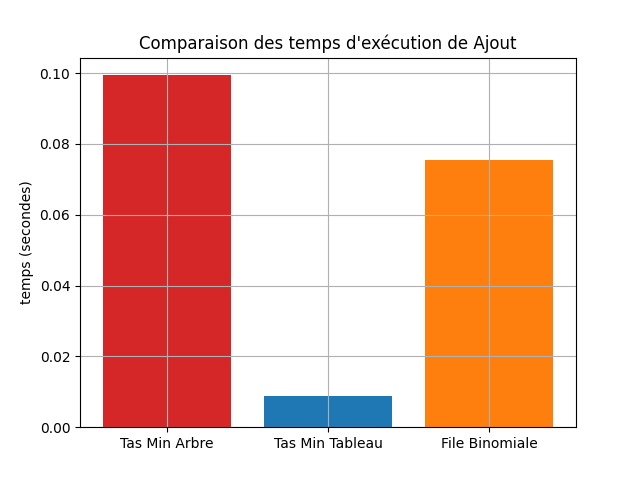 Comparaison des temps d'exécution de Ajout
temps (secondes)
0.10
0.08
0.06
0.04
0.02
0.00
Tas Min Arbre
Tas Min Tableau
File Binomiale